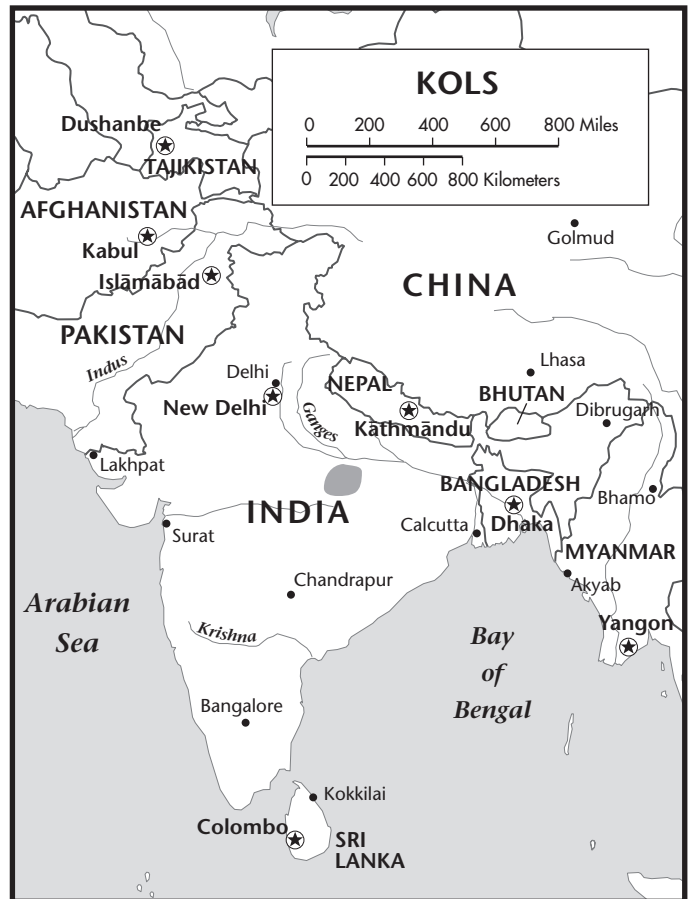 KOLS
0 200 400 600 800 Miles
0 200 400 600 800 Kilometers
Dushanbe
TAJIKISTAN
AFGHANISTAN
Kabul
Islāmābād
Golmud
CHINA
PAKISTAN
Indus
Delhi
New Delhi
NEPAL
Ganges
Kāthmāndu
Lhasa
BHUTAN
Dibrugarh
Lakhpat
BANGLADESH
Bhamo
INDIA
Surat
Calcutta
Dhaka
MYANMAR
Chandrapur
Akyab
Arabian
Sea
Krishna
Yangon
Bay
of
Bengal
Bangalore
Kokkilai
Colombo
SRI
LANKA